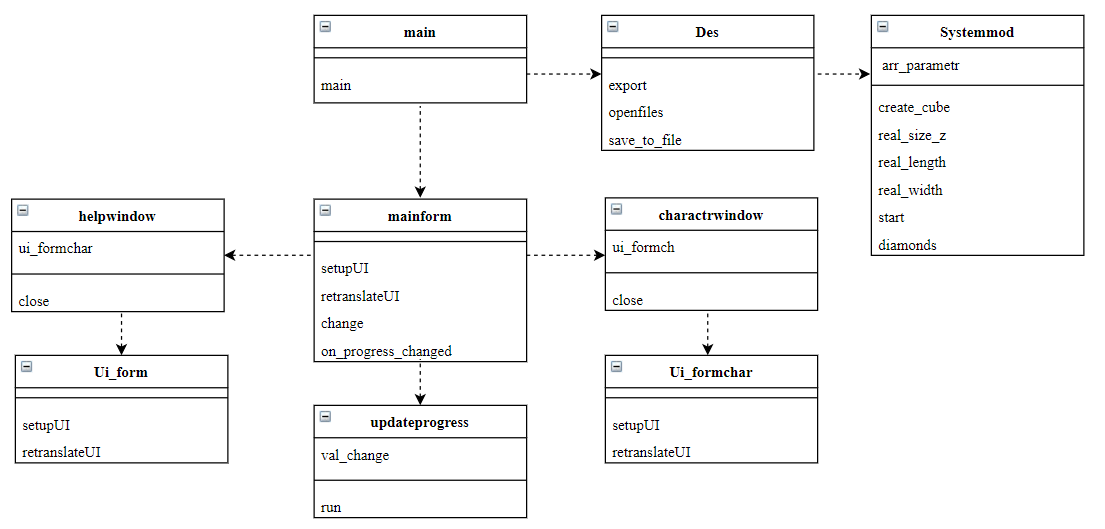 main
main
Des
export
openfiles
save_to_file
Systemmod
arr_parametr
create_cube
real_size_z
real_length
real_width
start
diamonds
helpwindow
ui_formchar
close
mainform
setupUI
retranslateUI
change
on_progress_changed
charactrwindow
ui_formch
close
Ui_form
setupUI
retranslateUI
updateprogress
val_change
run
Ui_formchar
setupUI
retranslateUI